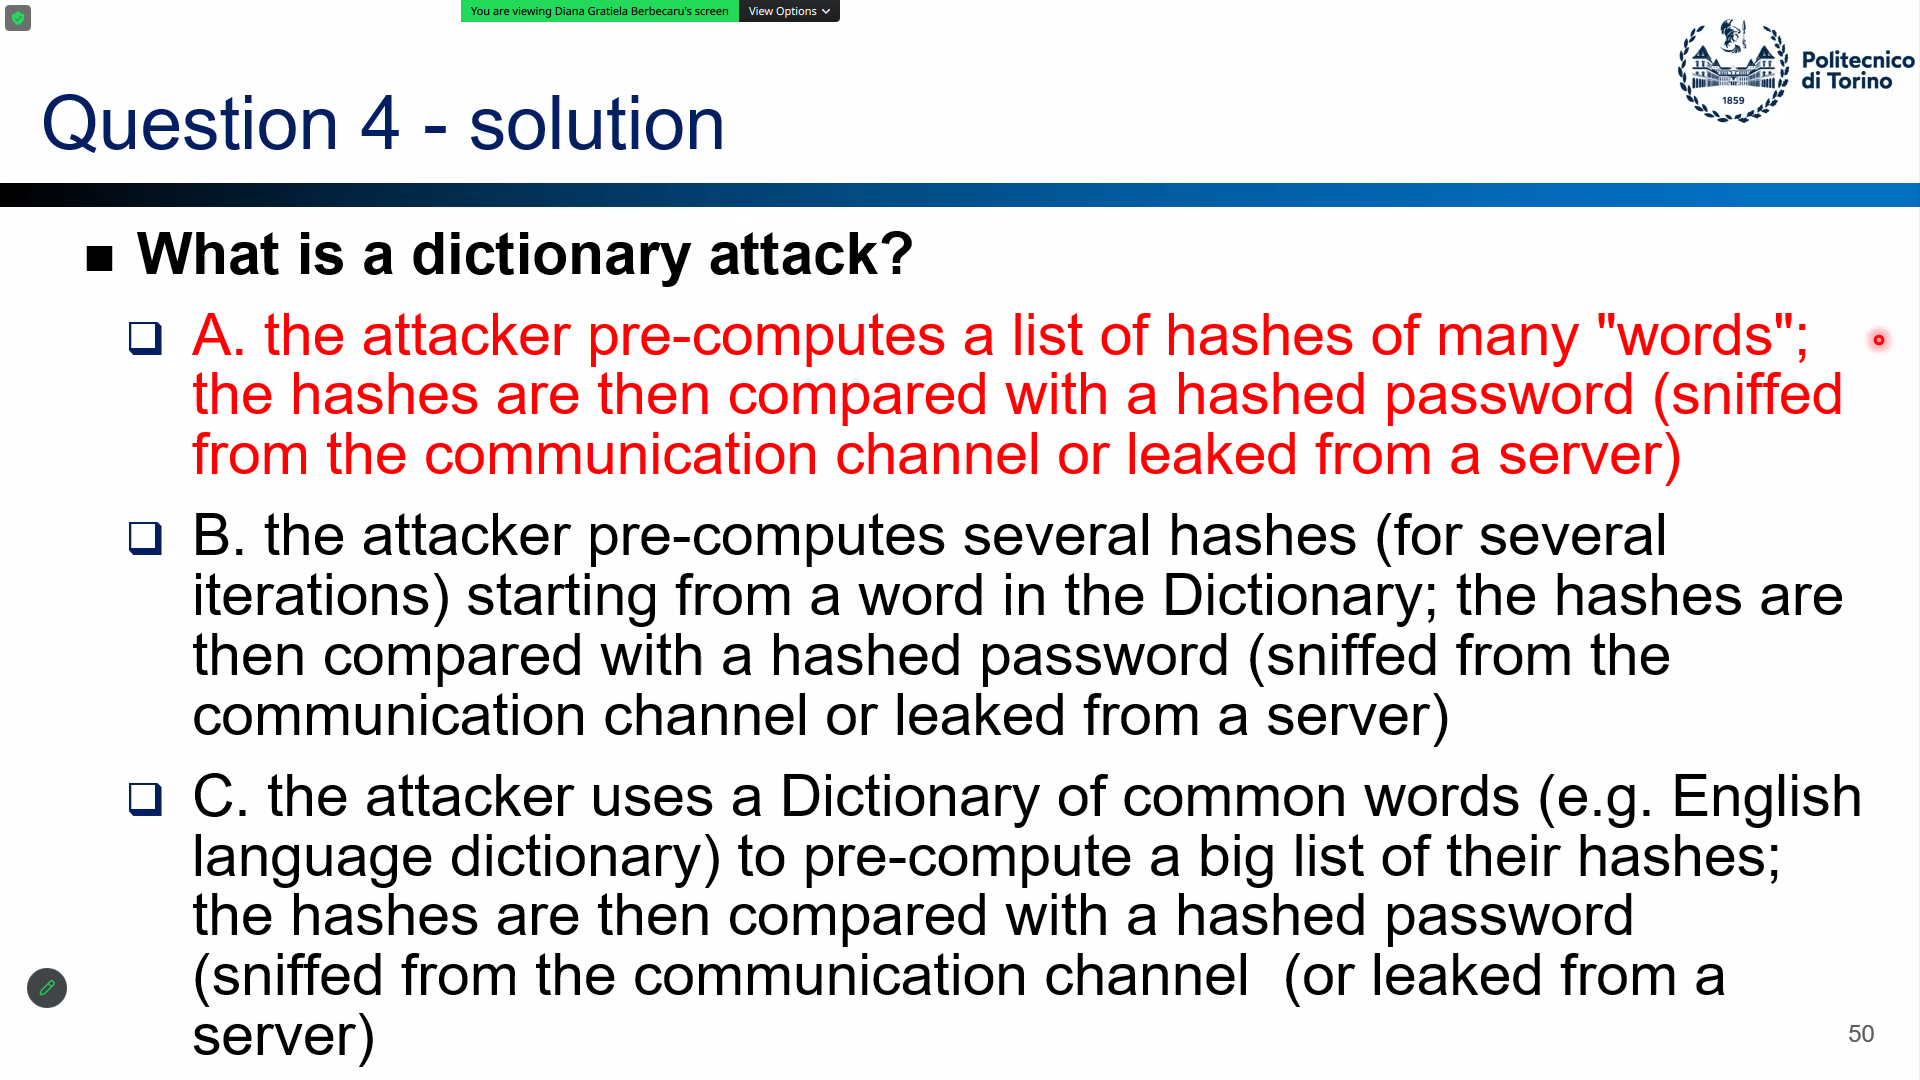 You are viewing Diana Gratiela Berbecaru's screen View Options
Politecnico
di Torino
1859
Question 4 - solution
What is a dictionary attack?
A. the attacker pre-computes a list of hashes of many "words";
the hashes are then compared with a hashed password (sniffed
from the communication channel or leaked from a server)
B. the attacker pre-computes several hashes (for several
iterations) starting from a word in the Dictionary; the hashes are
then compared with a hashed password (sniffed from the
communication channel or leaked from a server)
C. the attacker uses a Dictionary of common words (e.g. English
language dictionary) to pre-compute a big list of their hashes;
the hashes are then compared with a hashed password
(sniffed from the communication channel  (or leaked from a
server)
50